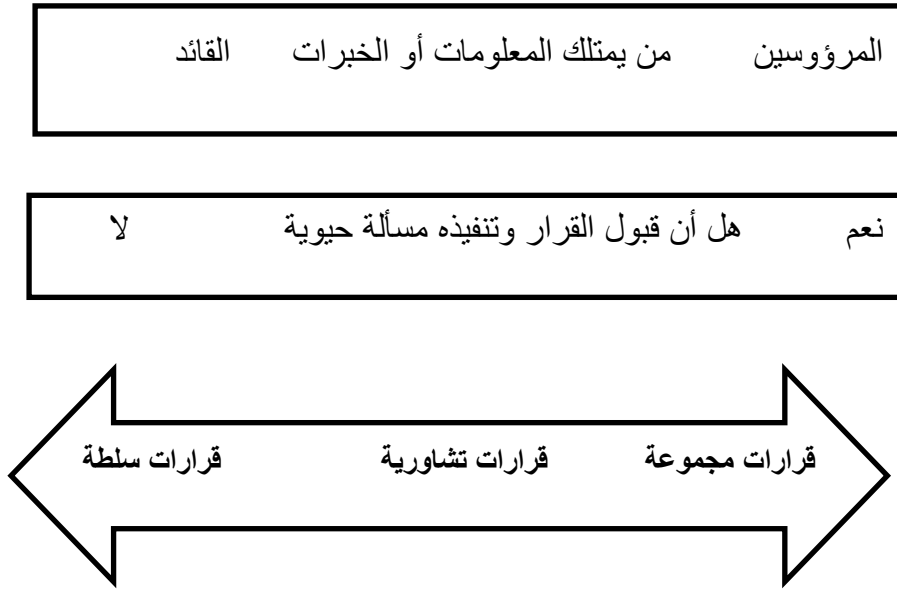 المرؤوسين من يمتلك المعلومات أو الخبرات القائد
نعم هل أن قبول القرار وتنفيذه مسألة حيوية لا
قرارات مجموعة قرارات تشاورية قرارات سلطة